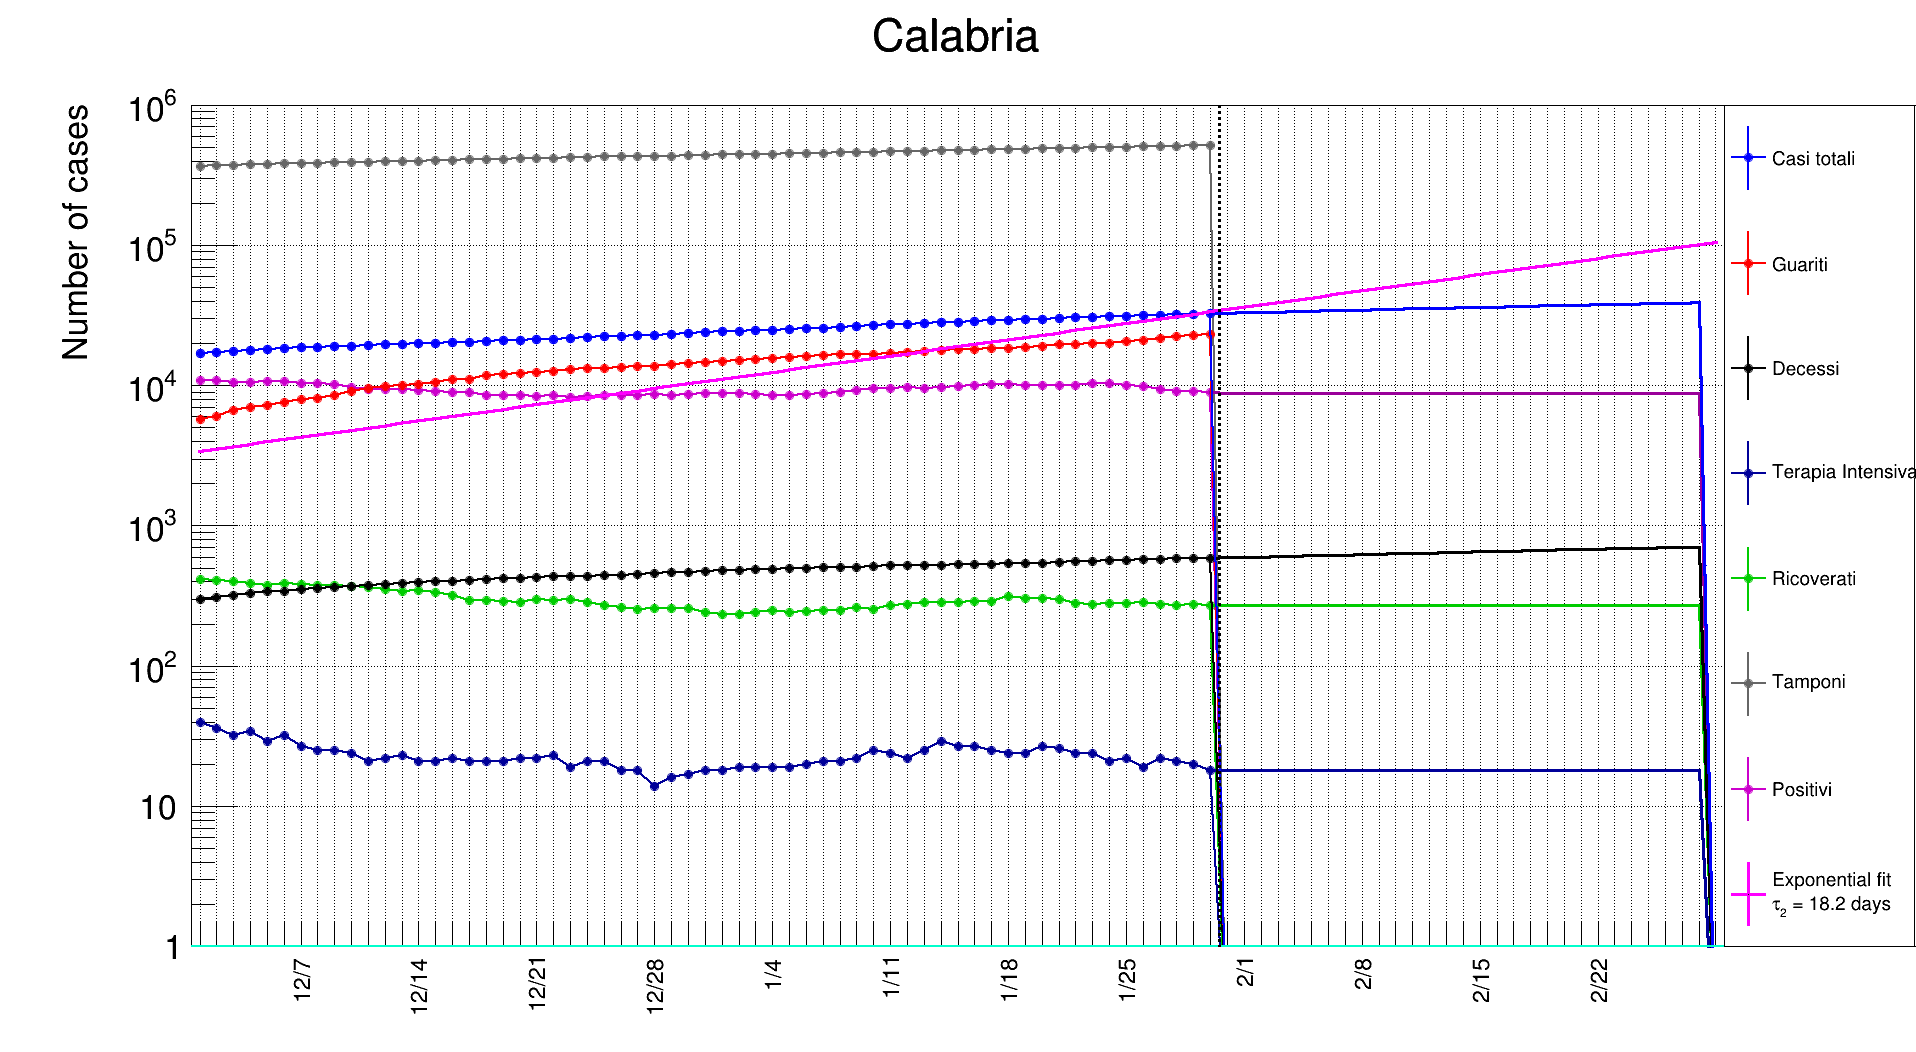 Calabria
Number of cases
10^6
10^5
10^4
10^3
10^2
10
1
12/7
12/14
12/21
12/28
1/4
1/11
1/18
1/25
2/1
2/8
2/15
2/22
Casi totali
Guariti
Decessi
Terapia Intensiva
Ricoverati
Tamponi
Positivi
Exponential fit
τ_2 = 18.2 days